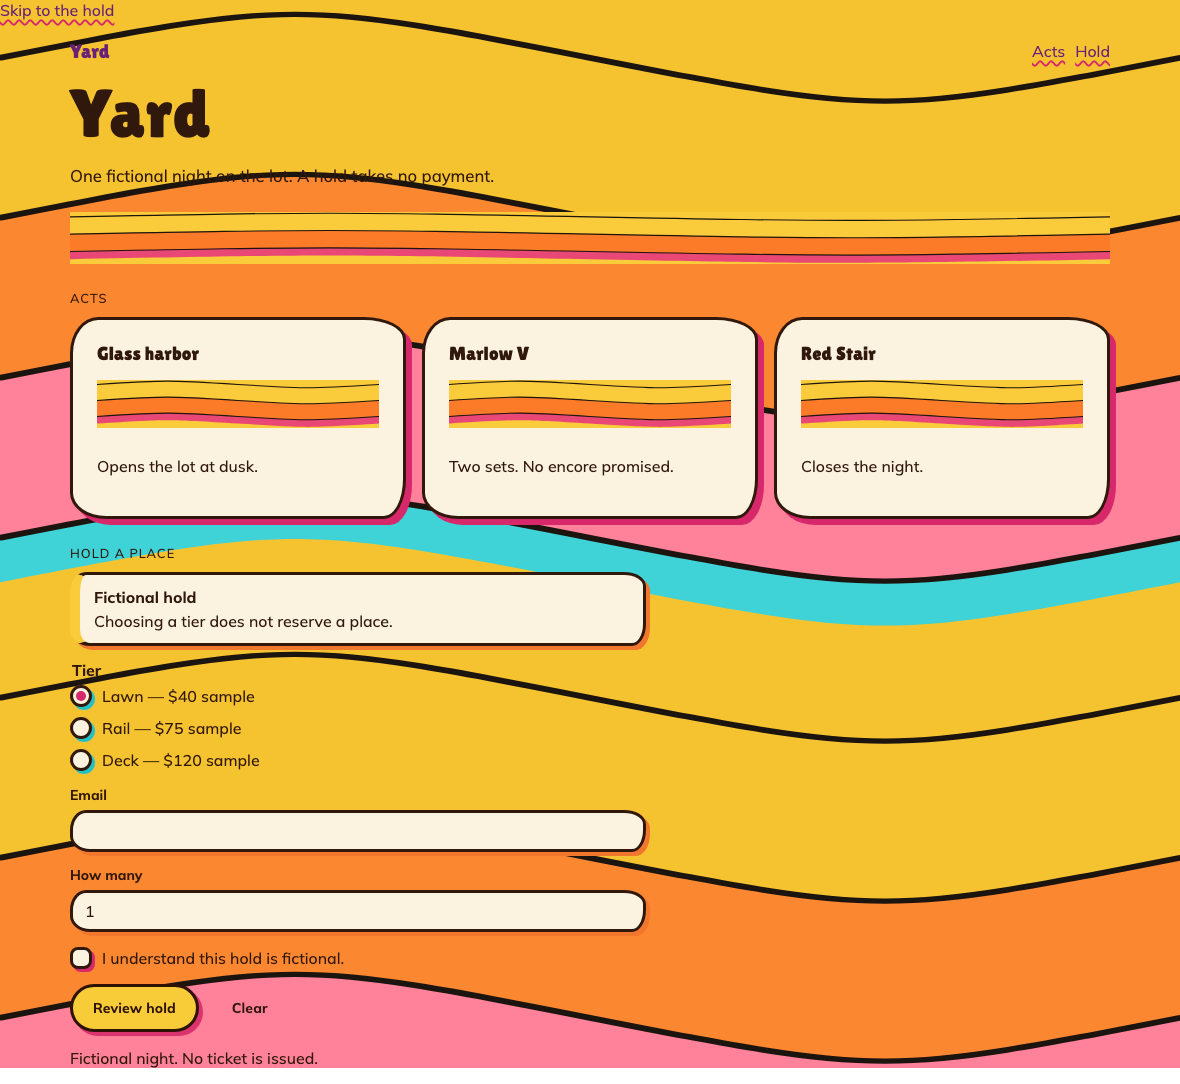 Skip to the hold
Yard
Acts Hold
Yard
One fictional night on the lot. A hold takes no payment.
ACTS
Glass harbor
Opens the lot at dusk.
Marlow V
Two sets. No encore promised.
Red Stair
Closes the night.
HOLD A PLACE
Fictional hold
Choosing a tier does not reserve a place.
Tier
Lawn — $40 sample
Rail — $75 sample
Deck — $120 sample
Email
How many
1
I understand this hold is fictional.
Review hold
Clear
Fictional night. No ticket is issued.